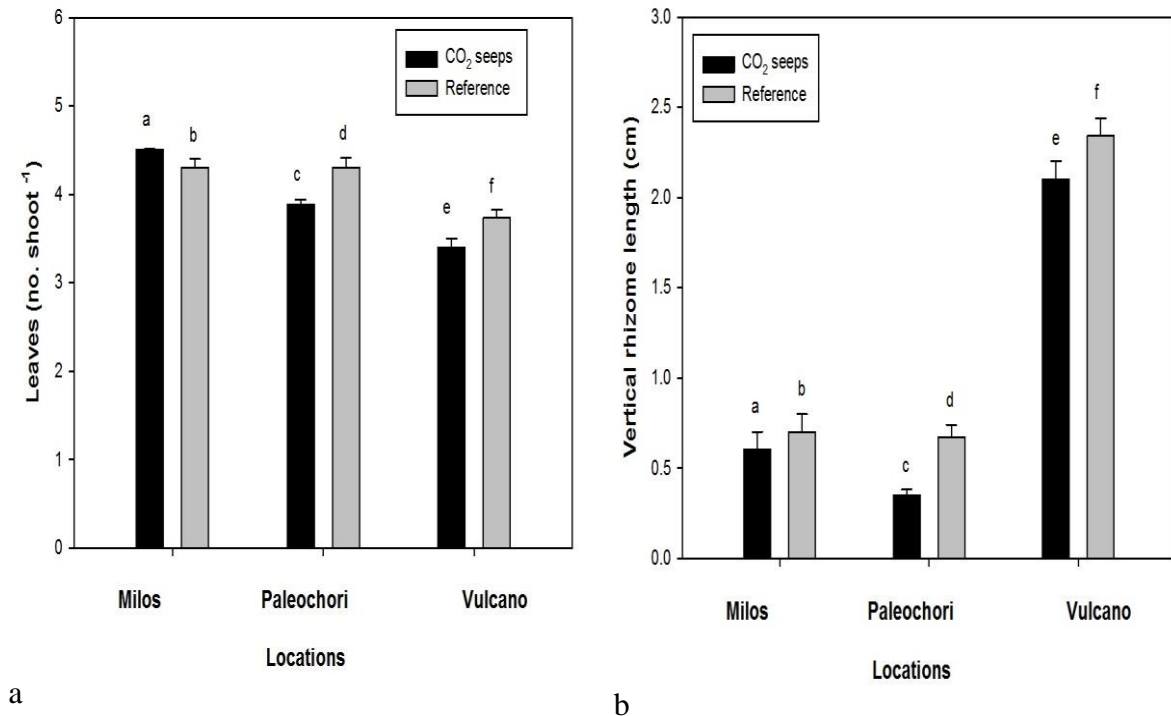 6
5
4
3
2
1
0
Leaves (no. shoot -1)
CO2 seeps
Reference
a
b
c
d
e
f
Milos Paleochori Vulcano
Locations
a
3.0
2.5
2.0
1.5
1.0
0.5
0.0
Vertical rhizome length (cm)
CO2 seeps
Reference
a
b
c
d
e
f
Milos Paleochori Vulcano
Locations
b